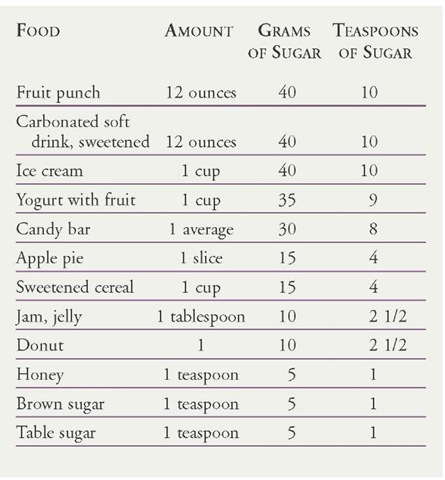 FOOD AMOUNT GRAMS OF SUGAR TEASPOONS OF SUGAR
Fruit punch 12 ounces 40 10
Carbonated soft
drink, sweetened 12 ounces 40 10
Ice cream 1 cup 40 10
Yogurt with fruit 1 cup 35 9
Candy bar 1 average 30 8
Apple pie 1 slice 15 4
Sweetened cereal 1 cup 15 4
Jam, jelly 1 tablespoon 10 2 1/2
Donut 1 10 2 1/2
Honey 1 teaspoon 5 1
Brown sugar 1 teaspoon 5 1
Table sugar 1 teaspoon 5 1